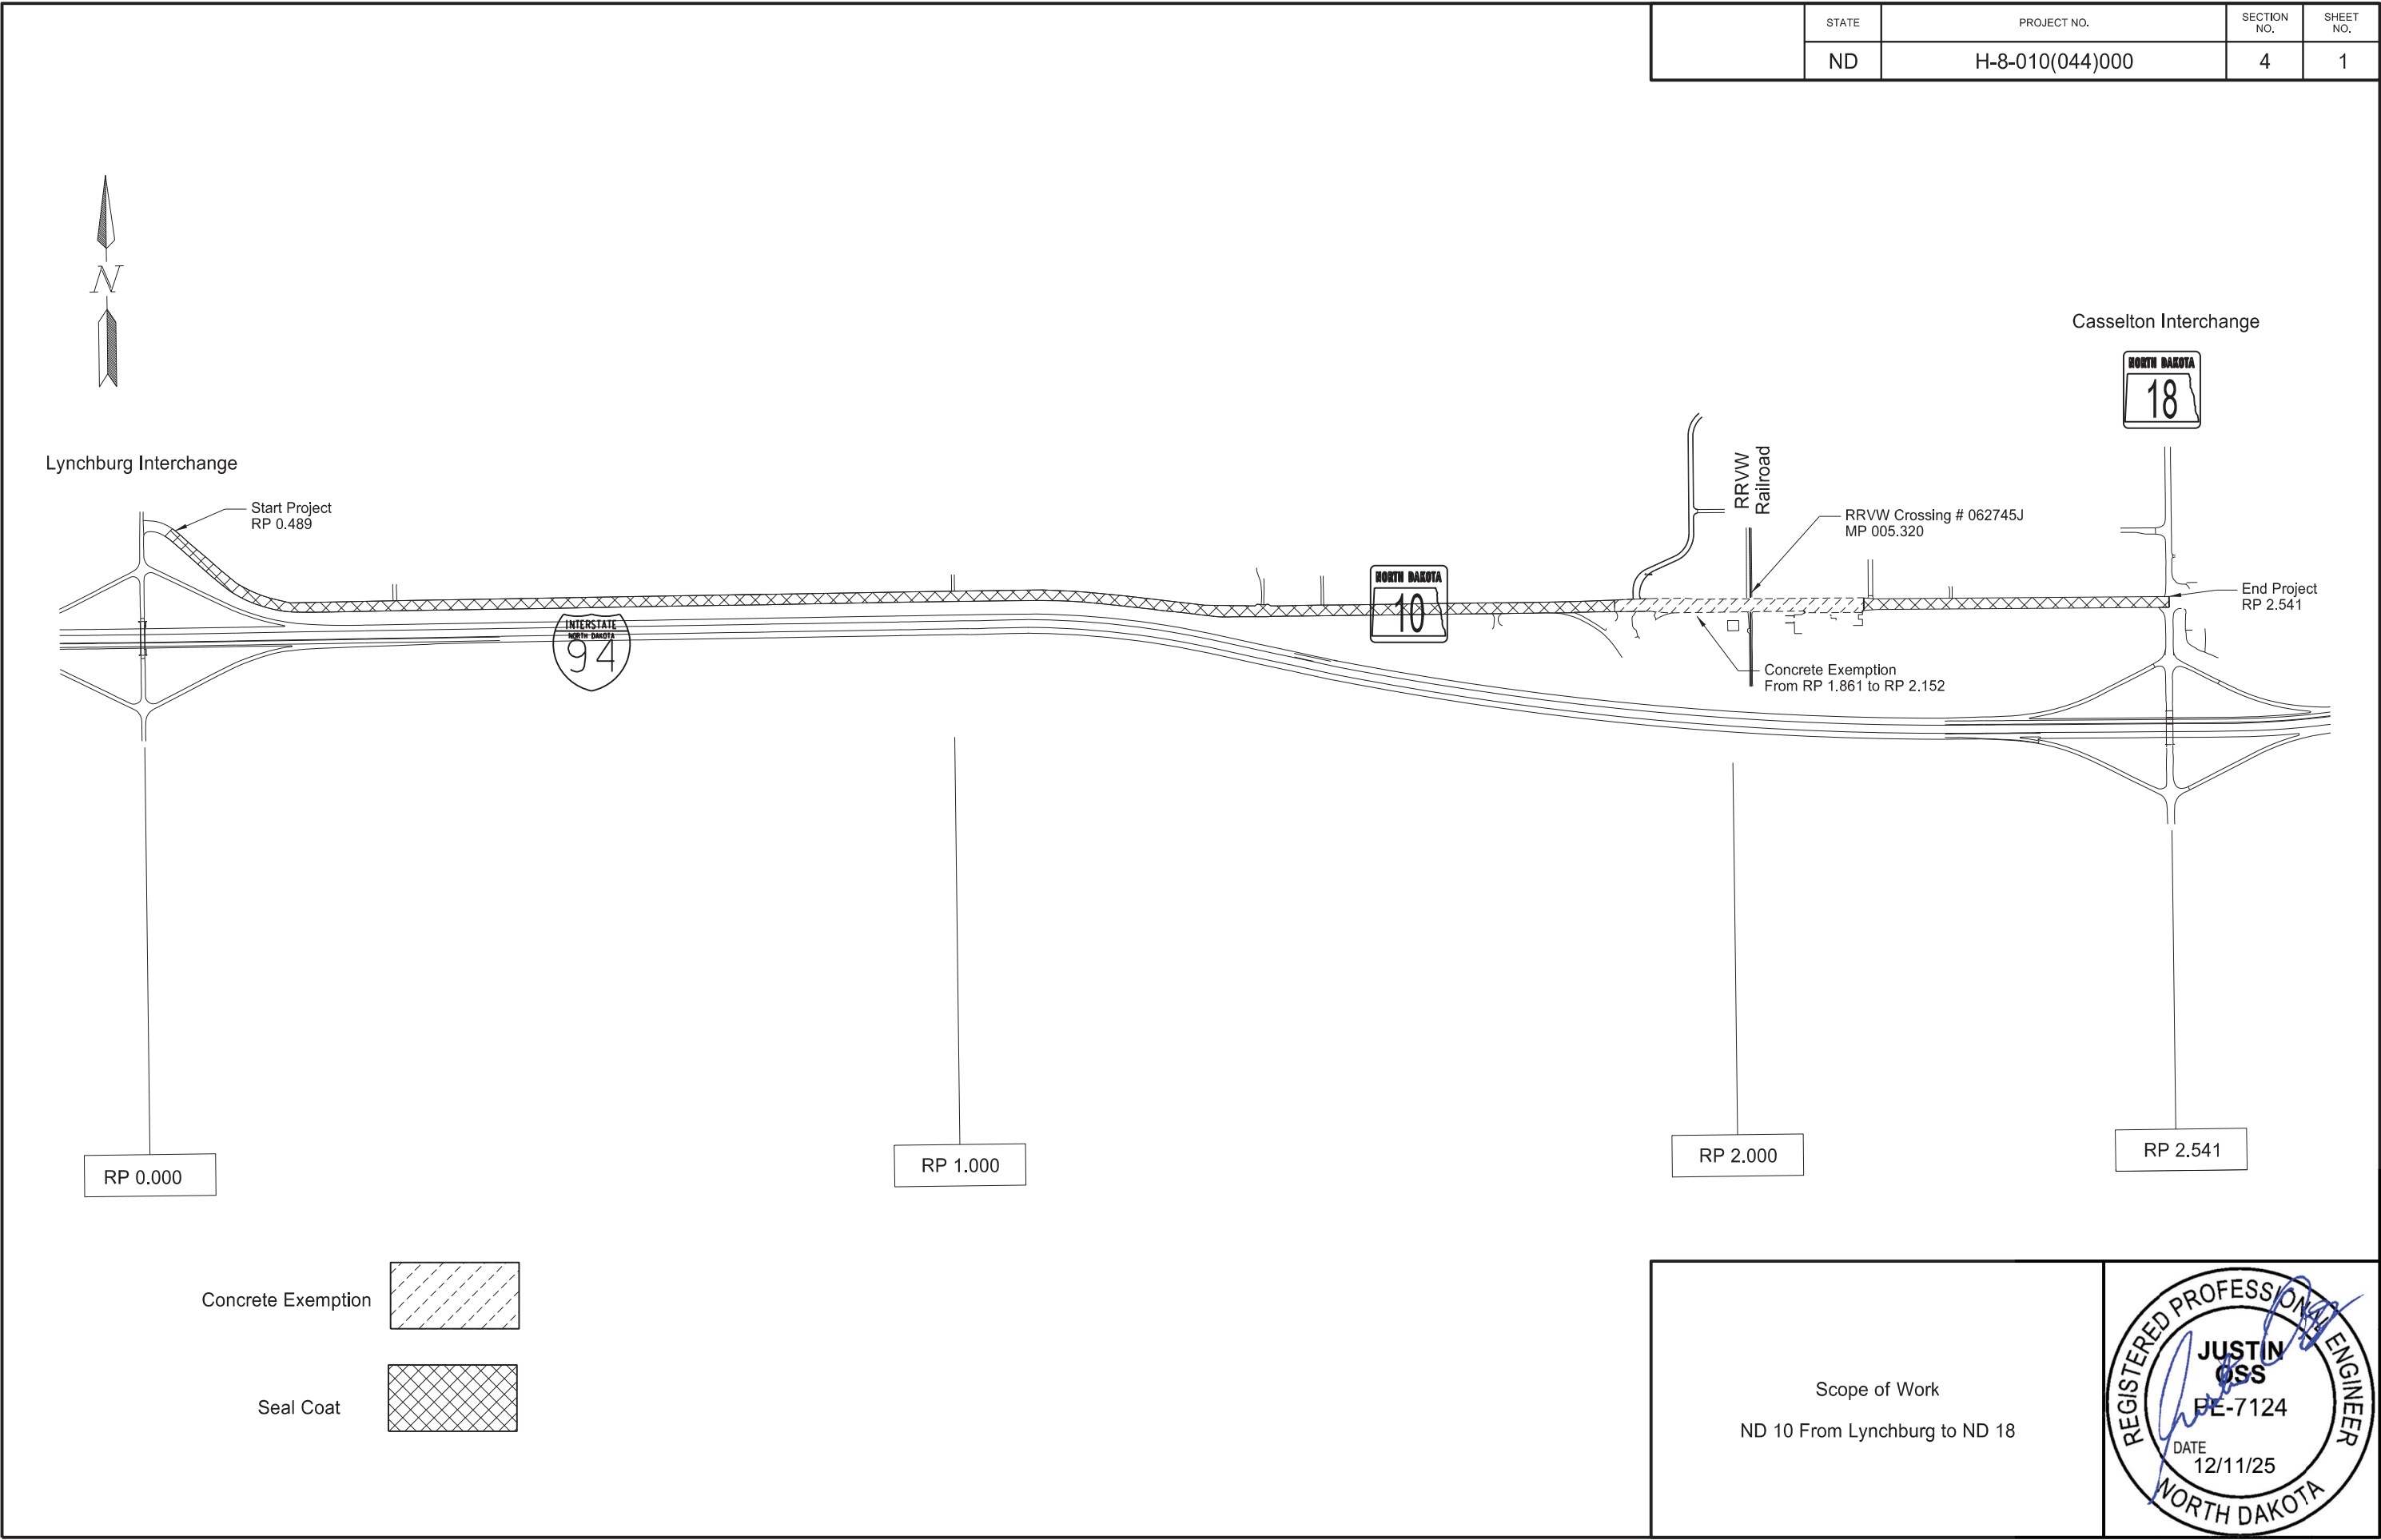 STATE
PROJECT NO.
SECTION NO.
SHEET NO.
ND
H-8-010(044)000
4
1
N
Casselton Interchange
NORTH DAKOTA
18
Lynchburg Interchange
Start Project
RP 0.489
RRVW
Railroad
RRVW Crossing # 062745J
MP 005.320
NORTH DAKOTA
10
End Project
RP 2.541
INTERSTATE
NORTH DAKOTA
94
Concrete Exemption
From RP 1.861 to RP 2.152
RP 0.000
RP 1.000
RP 2.000
RP 2.541
Concrete Exemption
Seal Coat
Scope of Work
ND 10 From Lynchburg to ND 18
REGISTERED PROFESSIONAL ENGINEER
JUSTIN
OSS
PE-7124
DATE
12/11/25
NORTH DAKOTA